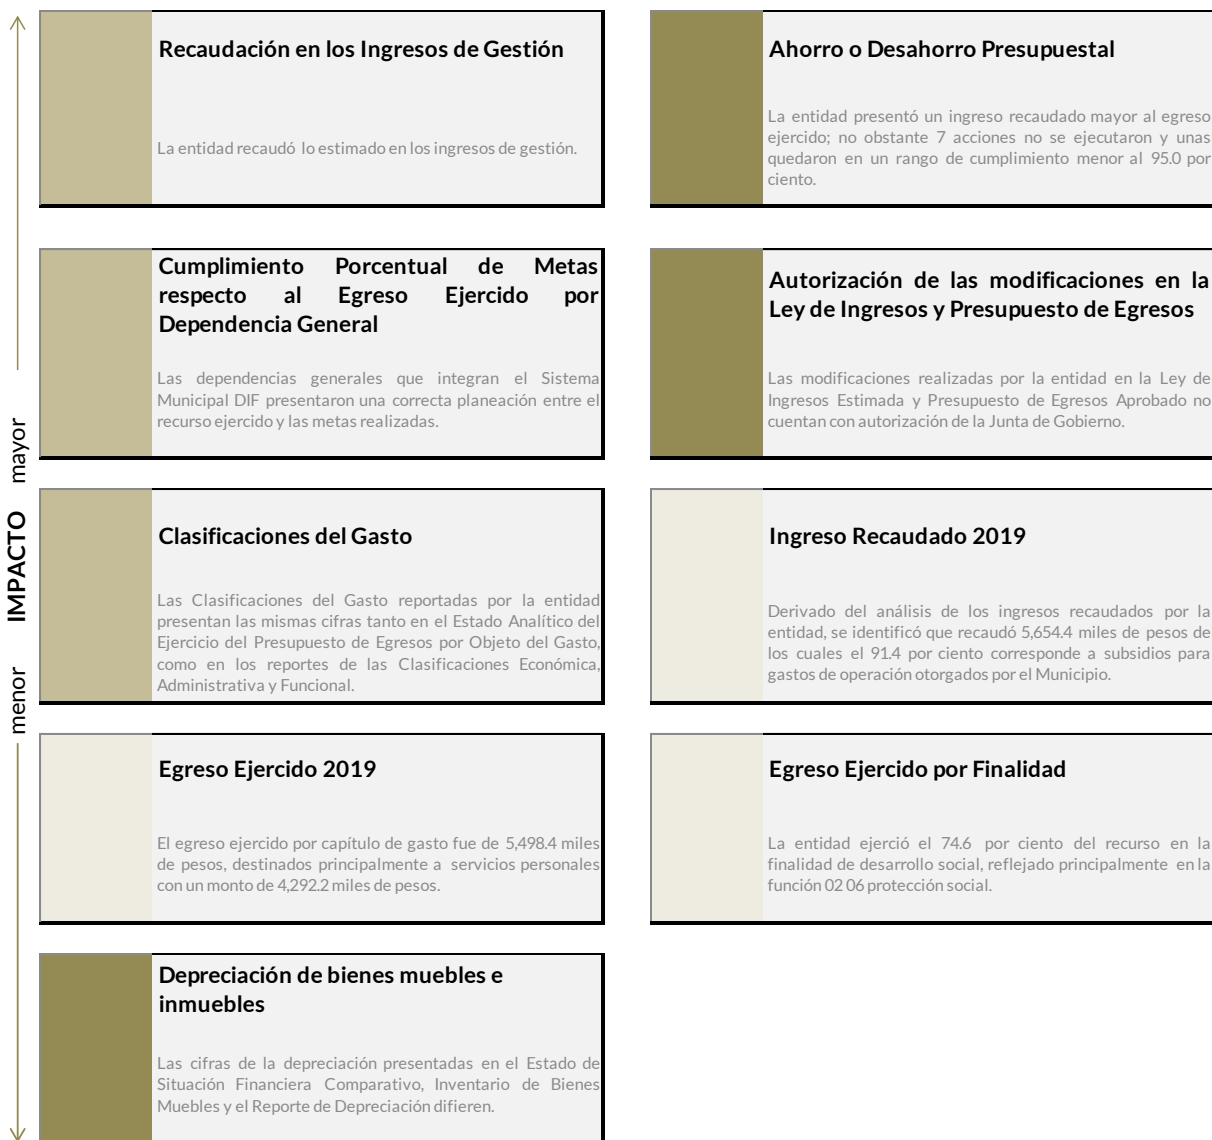 Recaudación en los Ingresos de Gestión
La entidad recaudó lo estimado en los ingresos de gestión.
Ahorro o Desahorro Presupuestal
La entidad presentó un ingreso recaudado mayor al egreso
ejercido; no obstante 7 acciones no se ejecutaron y unas
quedaron en un rango de cumplimiento menor al 95.0 por
ciento.
Cumplimiento Porcentual de Metas
respecto al Egreso Ejercido por
Dependencia General
Las dependencias generales que integran el Sistema
Municipal DIF presentaron una correcta planeación entre el
recurso ejercido y las metas realizadas.
Autorización de las modificaciones en la
Ley de Ingresos y Presupuesto de Egresos
Las modificaciones realizadas por la entidad en la Ley de
Ingresos Estimada y Presupuesto de Egresos Aprobado no
cuentan con autorización de la Junta de Gobierno.
menor IMPACTO mayor
Clasificaciones del Gasto
Las Clasificaciones del Gasto reportadas por la entidad
presentan las mismas cifras tanto en el Estado Analítico del
Ejercicio del Presupuesto de Egresos por Objeto del Gasto,
como en los reportes de las Clasificaciones Económica,
Administrativa y Funcional.
Ingreso Recaudado 2019
Derivado del análisis de los ingresos recaudados por la
entidad, se identificó que recaudó 5,654.4 miles de pesos de
los cuales el 91.4 por ciento corresponde a subsidios para
gastos de operación otorgados por el Municipio.
Egreso Ejercido 2019
El egreso ejercido por capítulo de gasto fue de 5,498.4 miles
de pesos, destinados principalmente a servicios personales
con un monto de 4,292.2 miles de pesos.
Egreso Ejercido por Finalidad
La entidad ejerció el 74.6 por ciento del recurso en la
finalidad de desarrollo social, reflejado principalmente en la
función 02 06 protección social.
Depreciación de bienes muebles e
inmuebles
Las cifras de la depreciación presentadas en el Estado de
Situación Financiera Comparativo, Inventario de Bienes
Muebles y el Reporte de Depreciación difieren.